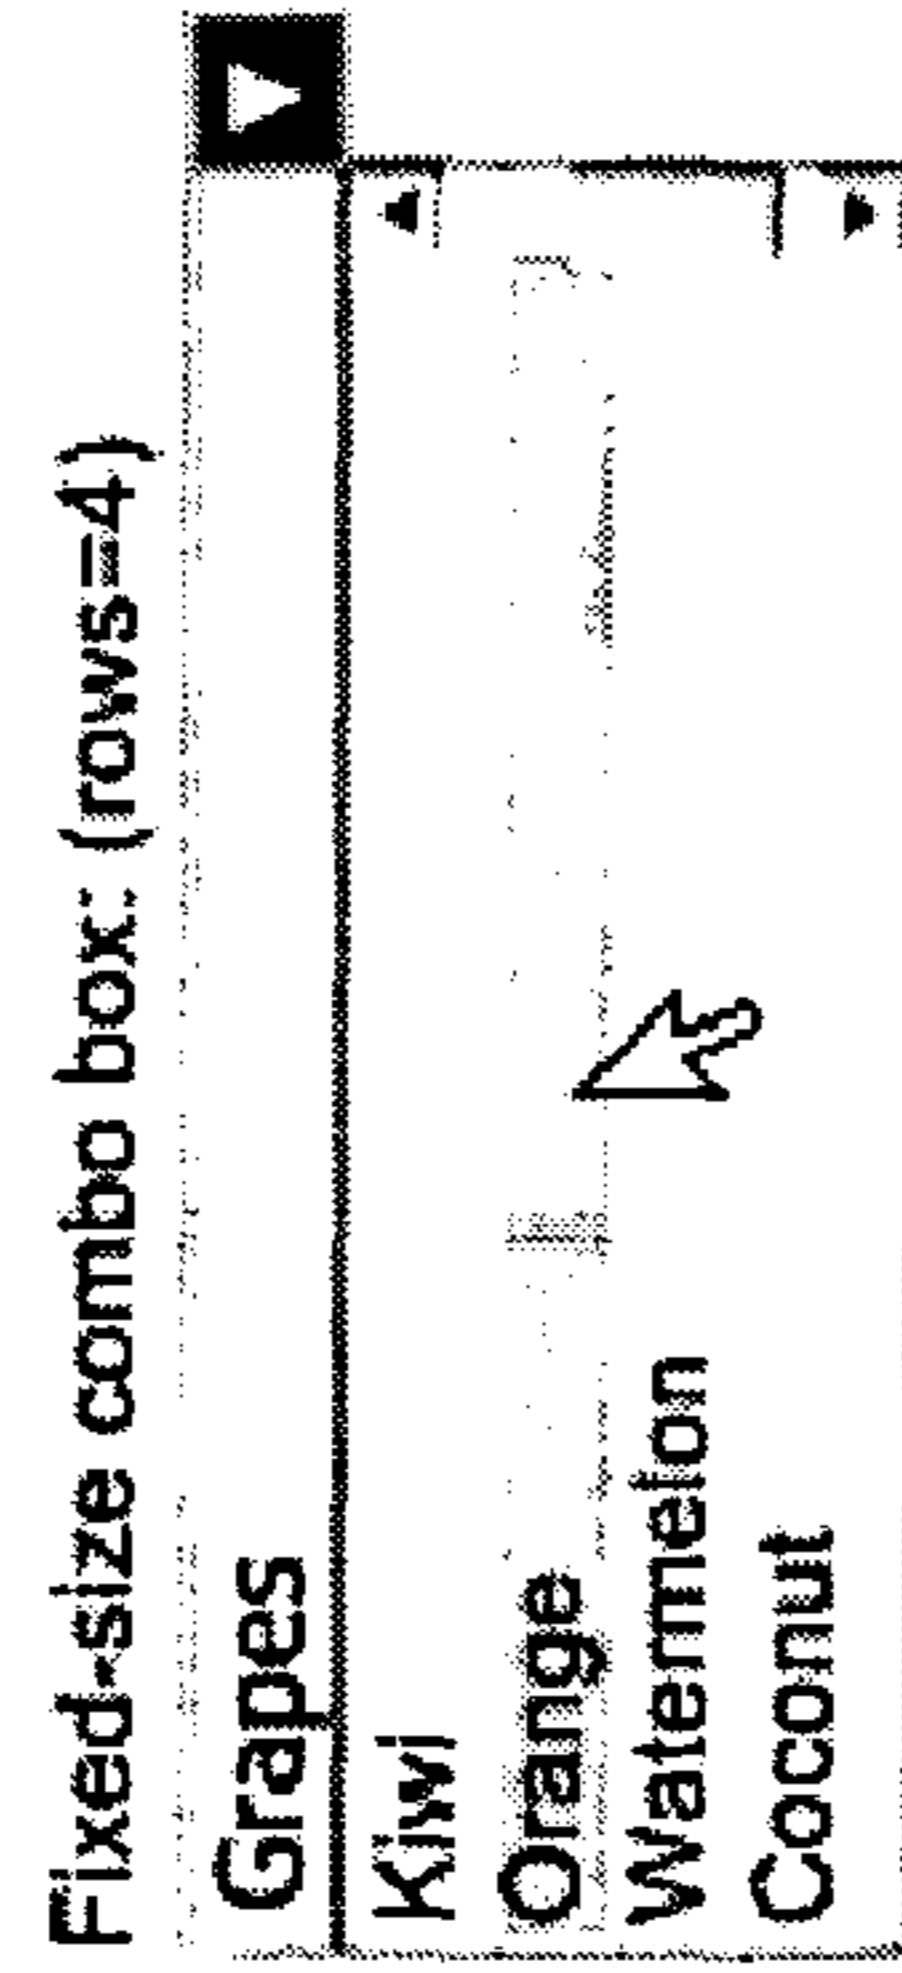 Fixed-size combo box: (rows=4)
Grapes
Kiwi
Orange
Watermelon
Coconut